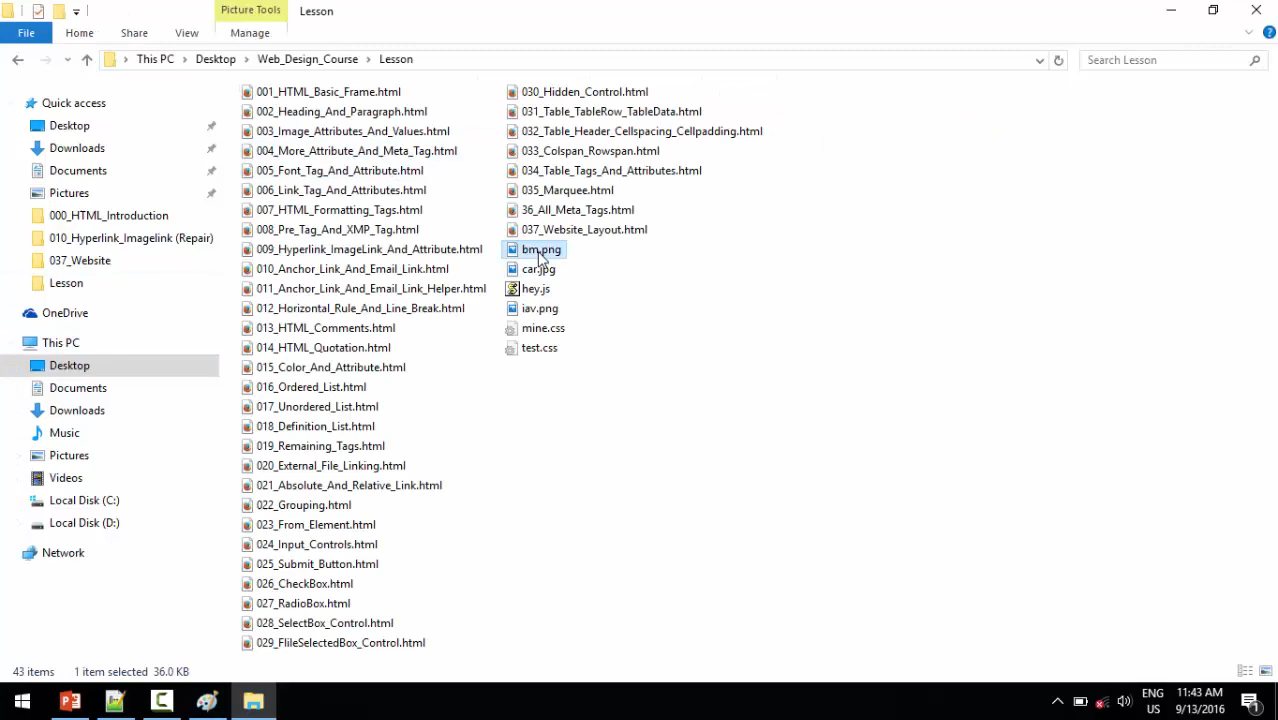 Picture Tools
Lesson
File
Home
Share
View
Manage
This PC
Desktop
Web_Design_Course
Lesson
Search Lesson
Quick access
Desktop
Downloads
Documents
Pictures
000_HTML_Introduction
010_Hyperlink_Imagelink (Repair)
037_Website
Lesson
OneDrive
This PC
Desktop
Documents
Downloads
Music
Pictures
Videos
Local Disk (C:)
Local Disk (D:)
Network
001_HTML_Basic_Frame.html
002_Heading_And_Paragraph.html
003_Image_Attributes_And_Values.html
004_More_Attribute_And_Meta_Tag.html
005_Font_Tag_And_Attribute.html
006_Link_Tag_And_Attributes.html
007_HTML_Formatting_Tags.html
008_Pre_Tag_And_XMP_Tag.html
009_Hyperlink_ImageLink_And_Attribute.html
010_Anchor_Link_And_Email_Link.html
011_Anchor_Link_And_Email_Link_Helper.html
012_Horizontal_Rule_And_Line_Break.html
013_HTML_Comments.html
014_HTML_Quotation.html
015_Color_And_Attribute.html
016_Ordered_List.html
017_Unordered_List.html
018_Definition_List.html
019_Remaining_Tags.html
020_External_File_Linking.html
021_Absolute_And_Relative_Link.html
022_Grouping.html
023_From_Element.html
024_Input_Controls.html
025_Submit_Button.html
026_CheckBox.html
027_RadioBox.html
028_SelectBox_Control.html
029_FlileSelectedBox_Control.html
030_Hidden_Control.html
031_Table_TableRow_TableData.html
032_Table_Header_Cellspacing_Cellpadding.html
033_Colspan_Rowspan.html
034_Table_Tags_And_Attributes.html
035_Marquee.html
36_All_Meta_Tags.html
037_Website_Layout.html
bm.png
car.jpg
hey.js
iav.png
mine.css
test.css
43 items
1 item selected 36.0 KB
ENG
US
11:43 AM
9/13/2016
1